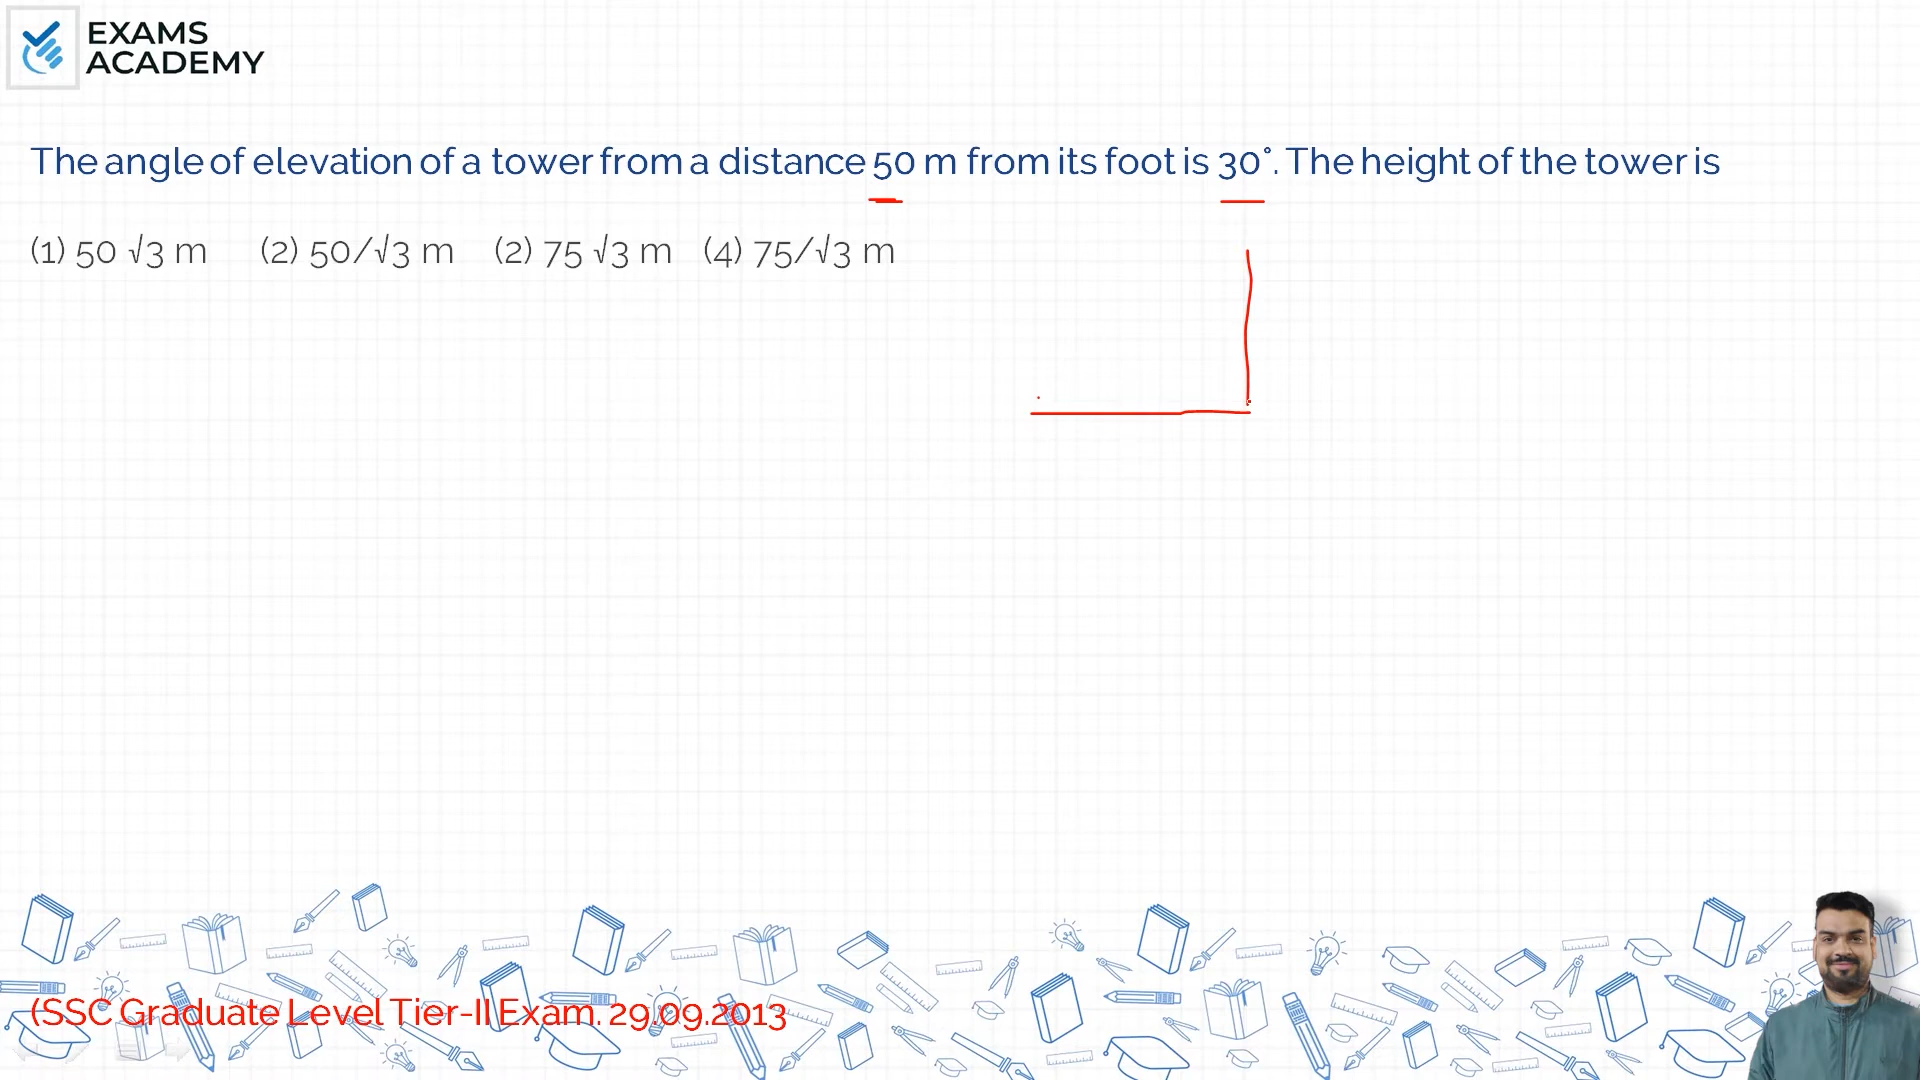 EXAMS
ACADEMY
The angle of elevation of a tower from a distance 50 m from its foot is 30°. The height of the tower is
(1) 50 √3 m (2) 50/√3 m (2) 75 √3 m (4) 75/√3 m
(SSC Graduate Level Tier-II Exam. 29.09.2013